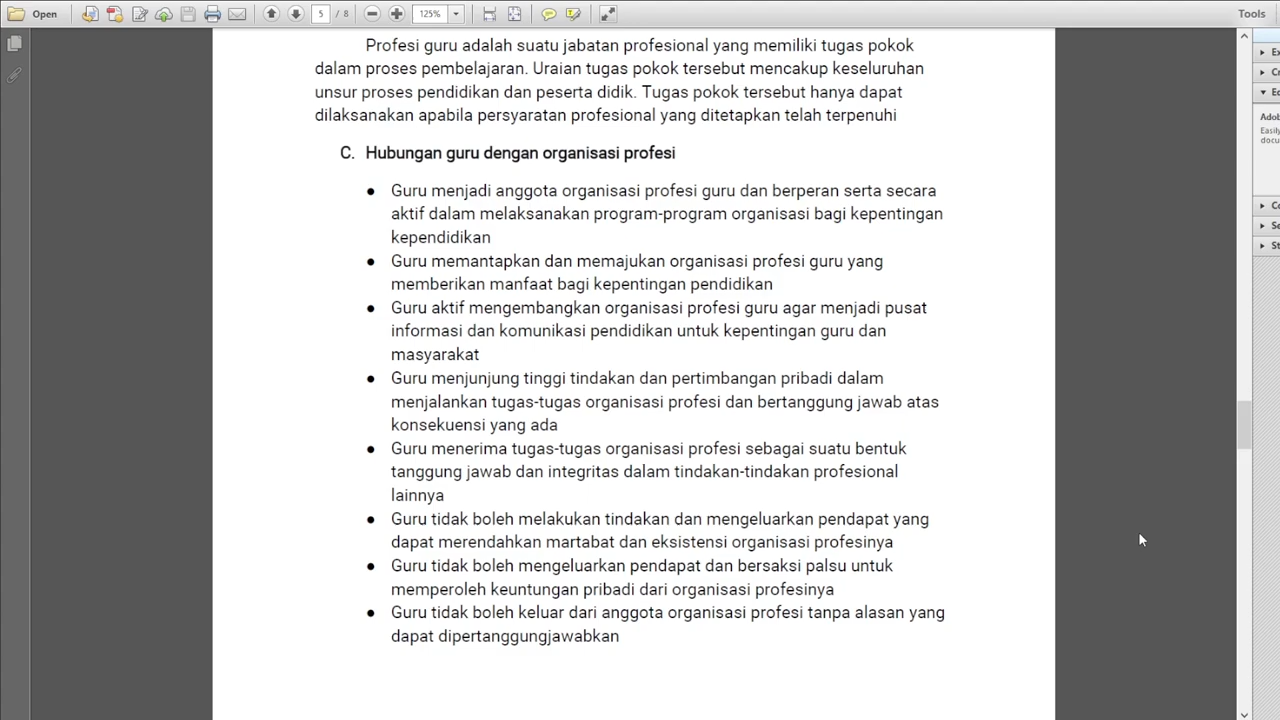 Open
5
/ 8
125%
Tools
Profesi guru adalah suatu jabatan profesional yang memiliki tugas pokok
dalam proses pembelajaran. Uraian tugas pokok tersebut mencakup keseluruhan
unsur proses pendidikan dan peserta didik. Tugas pokok tersebut hanya dapat
dilaksanakan apabila persyaratan profesional yang ditetapkan telah terpenuhi
C. Hubungan guru dengan organisasi profesi
● Guru menjadi anggota organisasi profesi guru dan berperan serta secara
aktif dalam melaksanakan program-program organisasi bagi kepentingan
kependidikan
● Guru memantapkan dan memajukan organisasi profesi guru yang
memberikan manfaat bagi kepentingan pendidikan
● Guru aktif mengembangkan organisasi profesi guru agar menjadi pusat
informasi dan komunikasi pendidikan untuk kepentingan guru dan
masyarakat
● Guru menjunjung tinggi tindakan dan pertimbangan pribadi dalam
menjalankan tugas-tugas organisasi profesi dan bertanggung jawab atas
konsekuensi yang ada
● Guru menerima tugas-tugas organisasi profesi sebagai suatu bentuk
tanggung jawab dan integritas dalam tindakan-tindakan profesional
lainnya
● Guru tidak boleh melakukan tindakan dan mengeluarkan pendapat yang
dapat merendahkan martabat dan eksistensi organisasi profesinya
● Guru tidak boleh mengeluarkan pendapat dan bersaksi palsu untuk
memperoleh keuntungan pribadi dari organisasi profesinya
● Guru tidak boleh keluar dari anggota organisasi profesi tanpa alasan yang
dapat dipertanggungjawabkan
Ex
Cr
Ed
Adob
Easily
docu
Co
Se
St